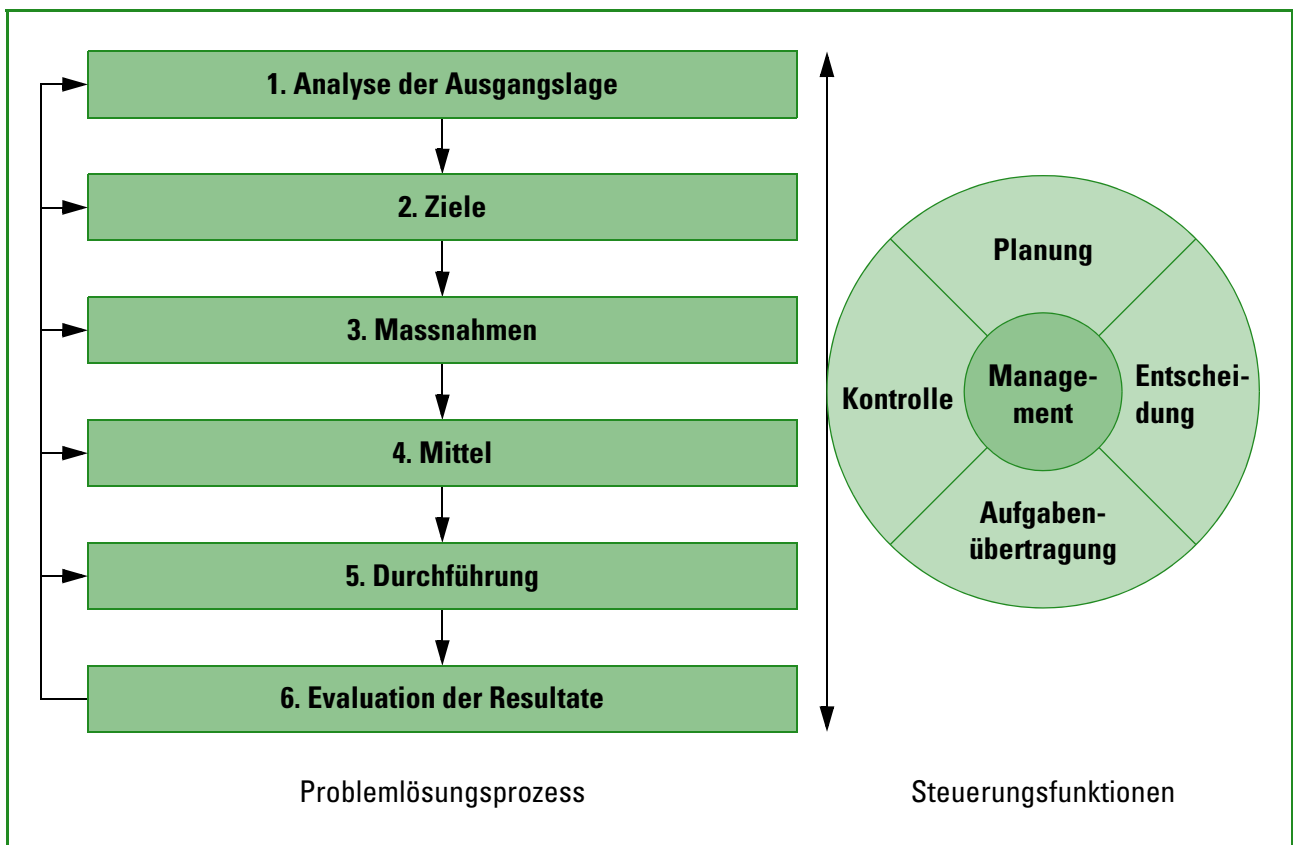 1. Analyse der Ausgangslage
2. Ziele
3. Massnahmen
4. Mittel
5. Durchführung
6. Evaluation der Resultate
Problemlösungsprozess
Planung
Kontrolle
Manage-
ment
Entschei-
dung
Aufgaben-
übertragung
Steuerungsfunktionen